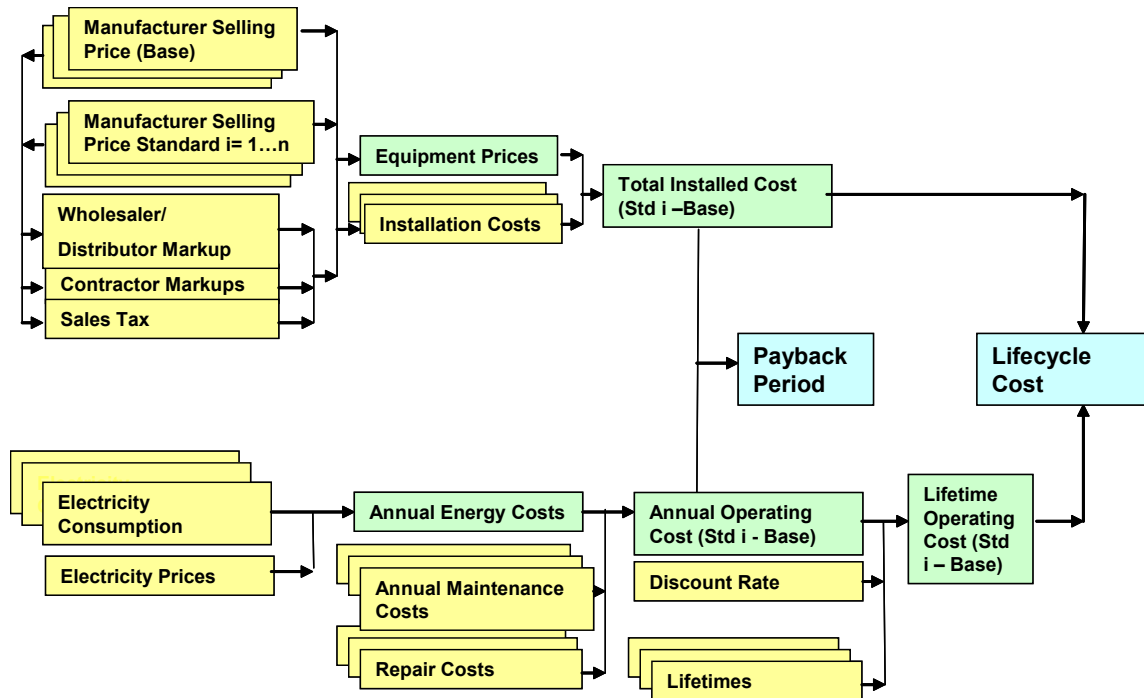 Manufacturer Selling
Price (Base)
Manufacturer Selling
Price Standard i= 1…n
Wholesaler/
Distributor Markup
Contractor Markups
Sales Tax
Equipment Prices
Installation Costs
Total Installed Cost
(Std i –Base)
Payback
Period
Lifecycle
Cost
Electricity
Consumption
Electricity Prices
Annual Energy Costs
Annual Maintenance
Costs
Repair Costs
Annual Operating
Cost (Std i - Base)
Discount Rate
Lifetimes
Lifetime
Operating
Cost (Std
i – Base)